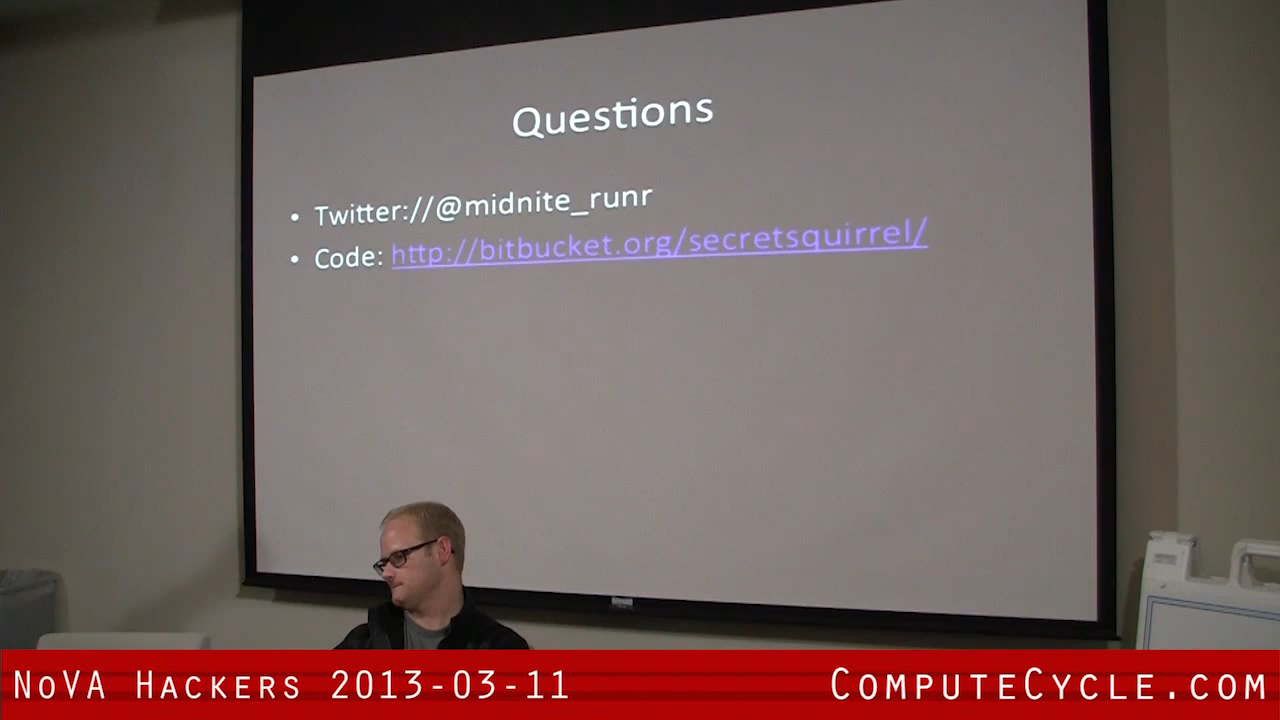 Questions
• Twitter://@midnite_runr
• Code: http://bitbucket.org/secretsquirrel/
NoVA Hackers 2013-03-11
ComputeCycle.com